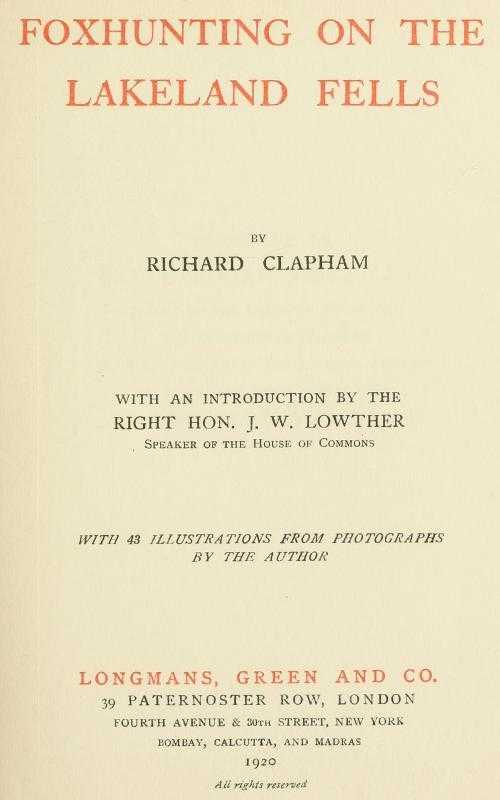 FOXHUNTING ON THE
LAKELAND FELLS
BY
RICHARD CLAPHAM
WITH AN INTRODUCTION BY THE
RIGHT HON. J. W. LOWTHER
SPEAKER OF THE HOUSE OF COMMONS
WITH 43 ILLUSTRATIONS FROM PHOTOGRAPHS
BY THE AUTHOR
LONGMANS, GREEN AND CO.
39 PATERNOSTER ROW, LONDON
FOURTH AVENUE & 30TH STREET, NEW YORK
BOMBAY, CALCUTTA, AND MADRAS
1920
All rights reserved